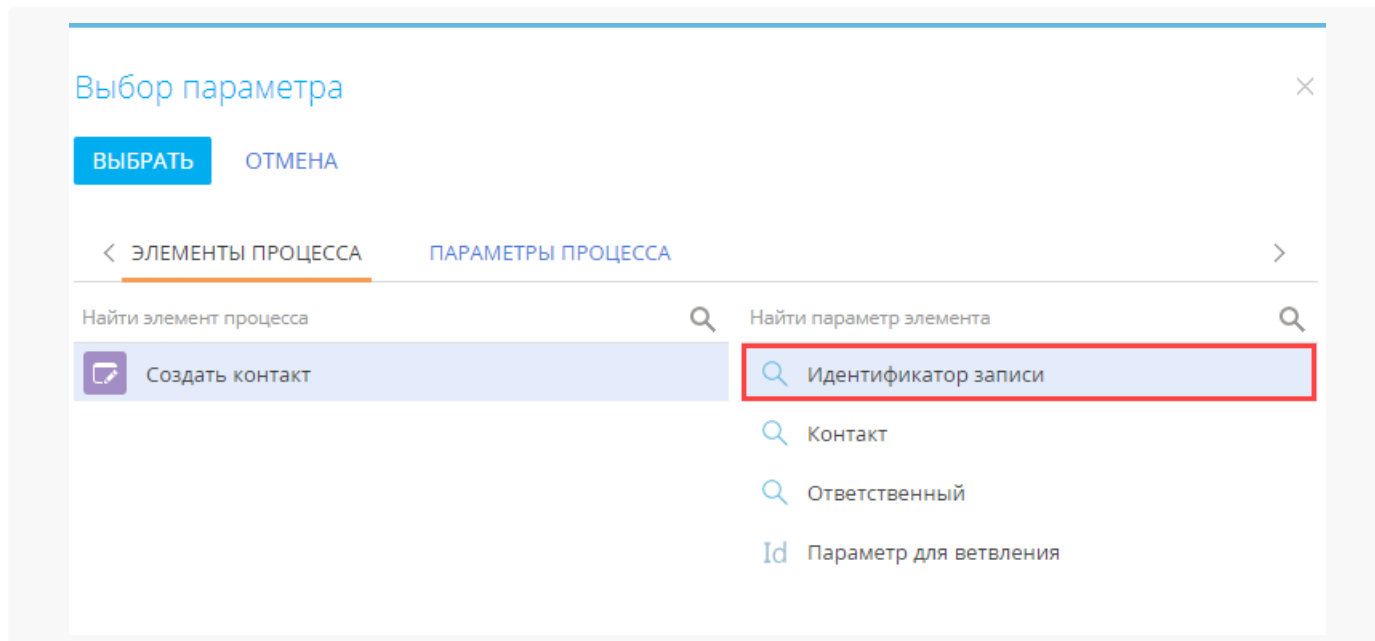 Выбор параметра
ВЫБРАТЬ ОТМЕНА
ЭЛЕМЕНТЫ ПРОЦЕССА ПАРАМЕТРЫ ПРОЦЕССА
Найти элемент процесса Найти параметр элемента
Создать контакт Идентификатор записи
Контакт
Ответственный
Id Параметр для ветвления